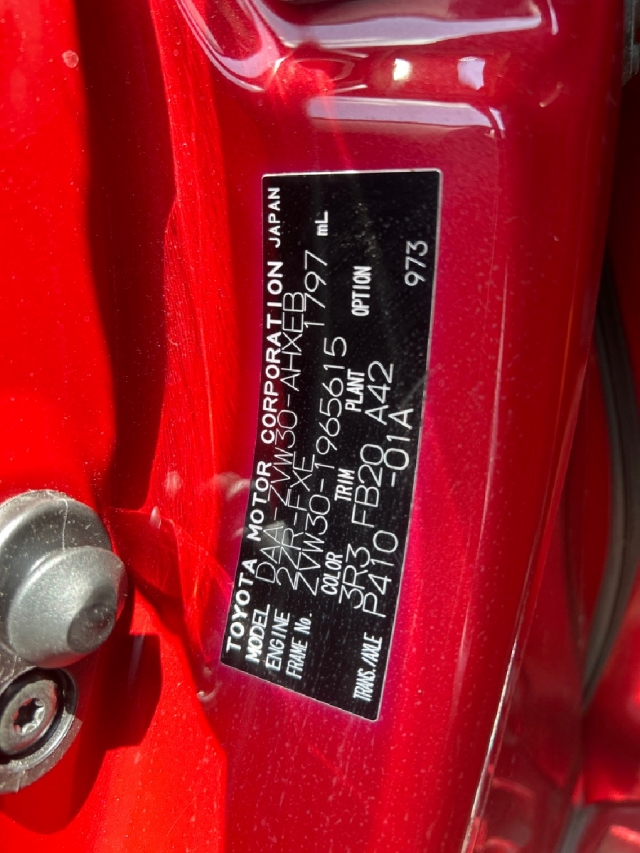 TOYOTA MOTOR CORPORATION JAPAN
MODEL DAA-ZVW30-AHXEB
ENGINE 2ZR-FXE 1797 mL
FRAME No. ZVW30-1965615
COLOR TRIM PLANT OPTION
3R3 FB20 A42
TRANS./AXLE P410 -01A 973